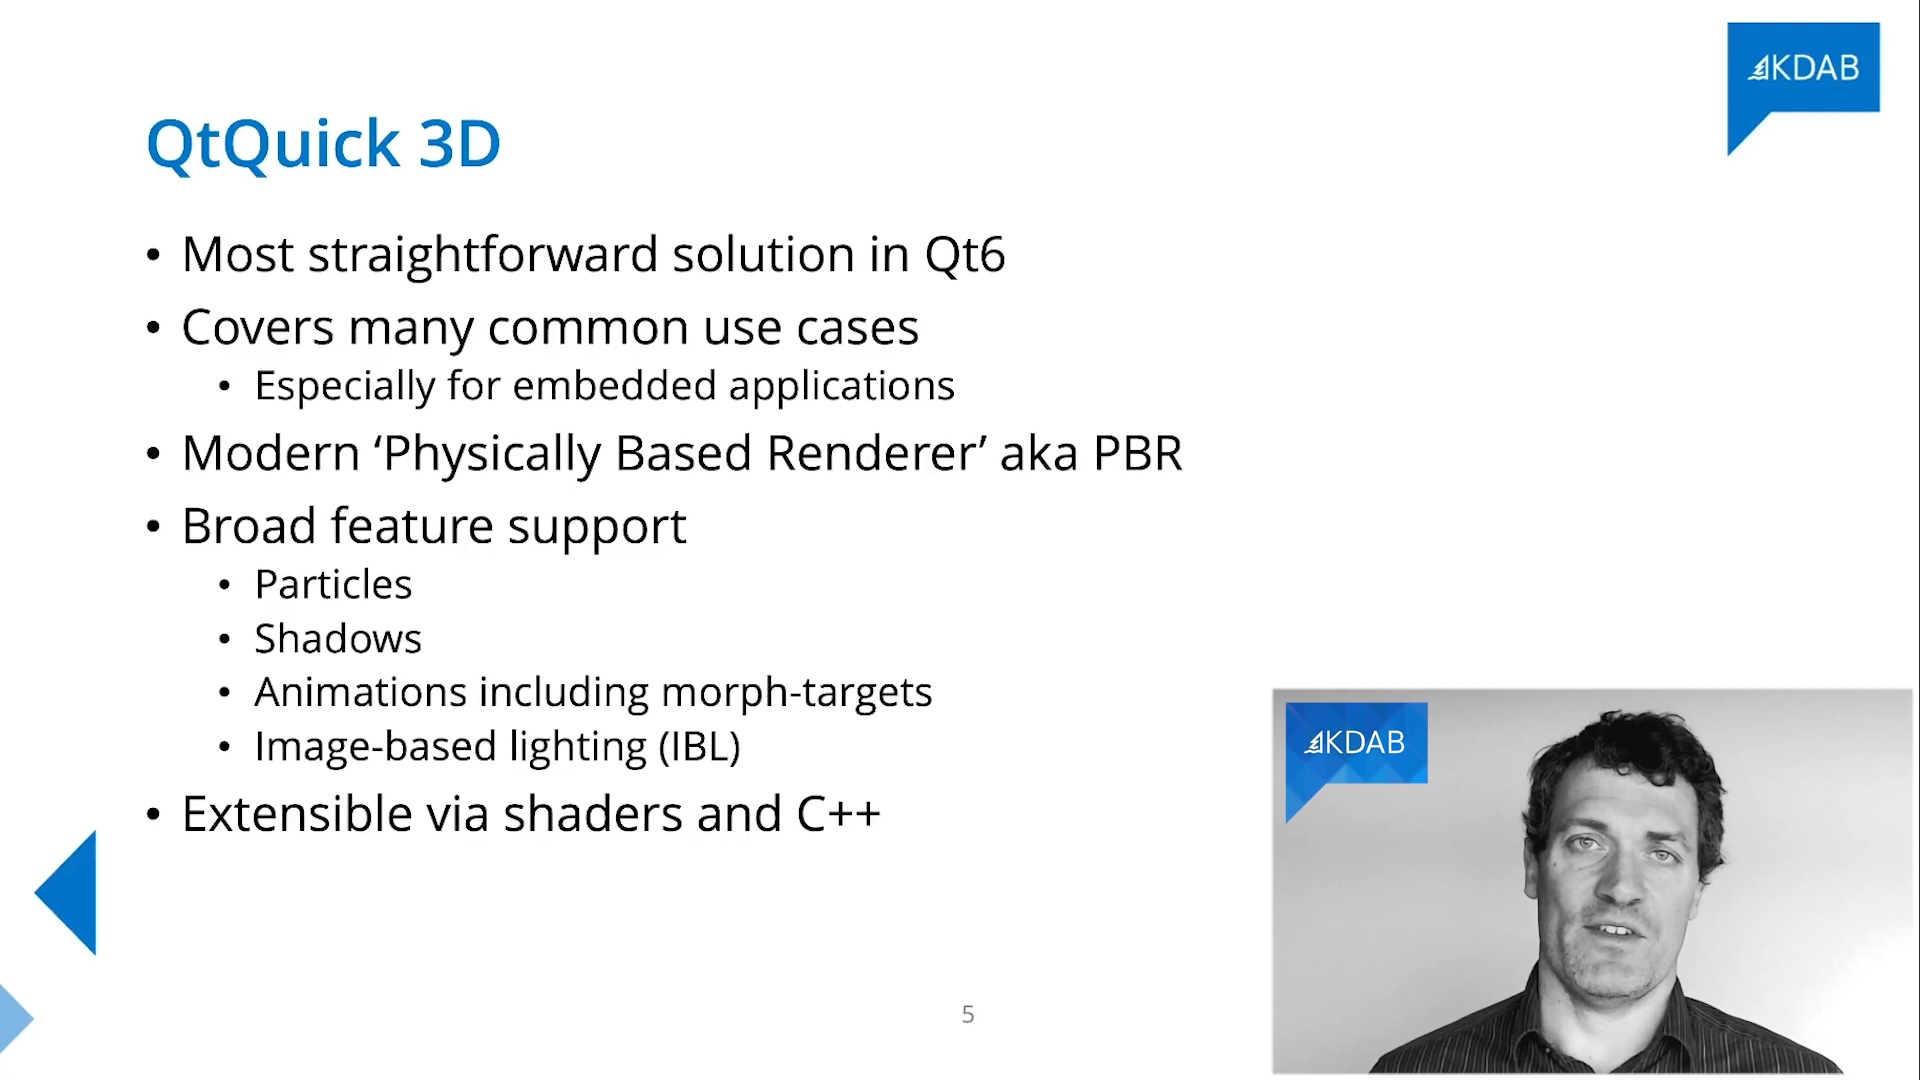 KDAB
QtQuick 3D
• Most straightforward solution in Qt6
• Covers many common use cases
• Especially for embedded applications
• Modern ‘Physically Based Renderer’ aka PBR
• Broad feature support
• Particles
• Shadows
• Animations including morph-targets
• Image-based lighting (IBL)
• Extensible via shaders and C++
KDAB
5